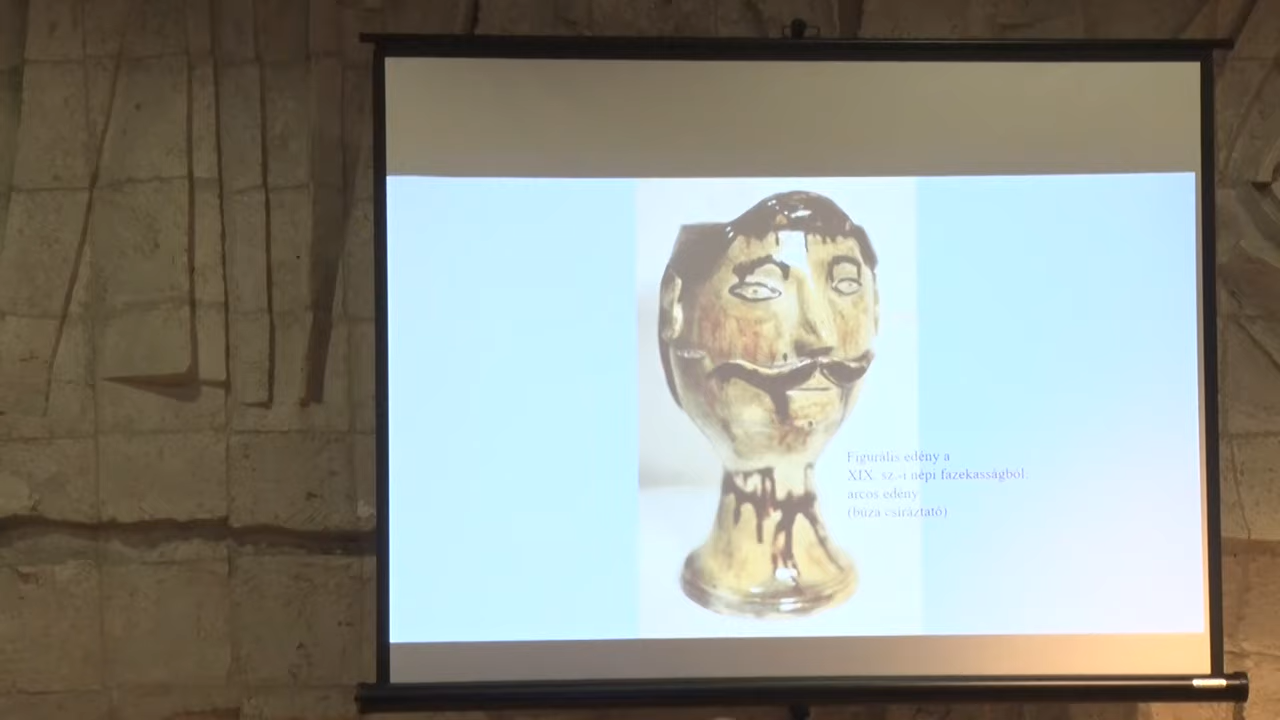 Figurális edény a
XIX. sz.-i népi fazekasságból.
arcos edény
(búza csíráztató)